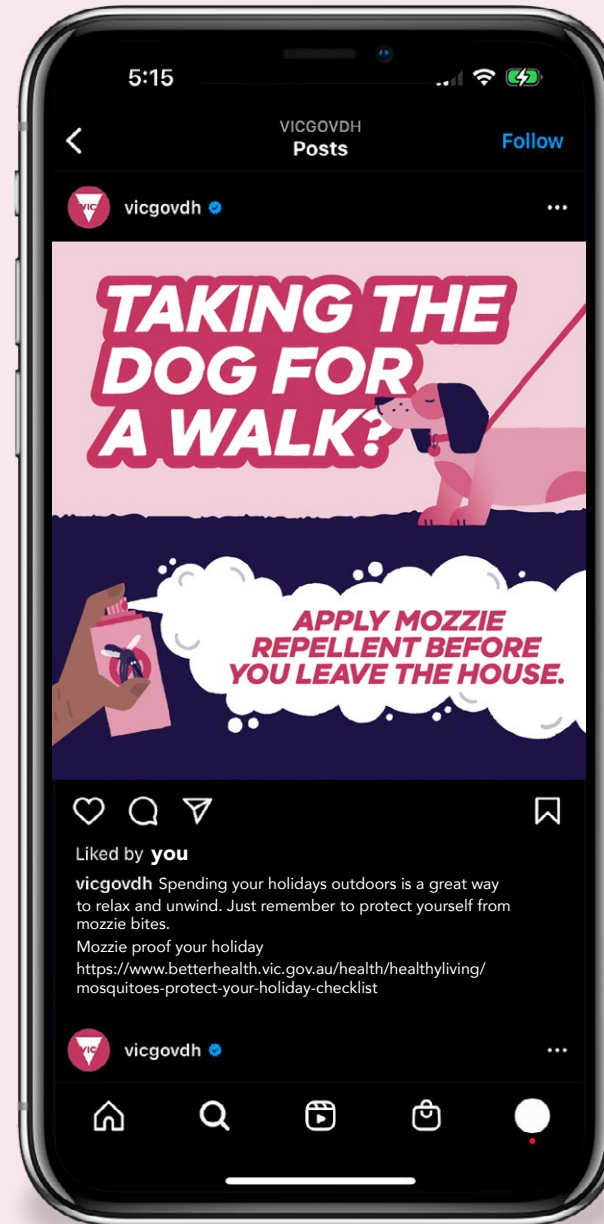 5:15
VICGOVDH
Posts
Follow
VIC
vicgovdh
TAKING THE
DOG FOR
A WALK?
APPLY MOZZIE
REPELLENT BEFORE
YOU LEAVE THE HOUSE.
Liked by you
vicgovdh Spending your holidays outdoors is a great way
to relax and unwind. Just remember to protect yourself from
mozzie bites.
Mozzie proof your holiday
https://www.betterhealth.vic.gov.au/health/healthyliving/
mosquitoes-protect-your-holiday-checklist
VIC
vicgovdh